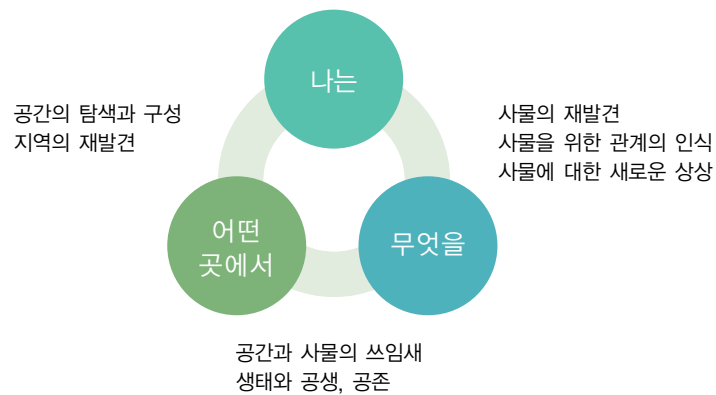 나는
공간의 탐색과 구성
지역의 재발견
사물의 재발견
사물을 위한 관계의 인식
사물에 대한 새로운 상상
어떤
곳에서
무엇을
공간과 사물의 쓰임새
생태와 공생, 공존